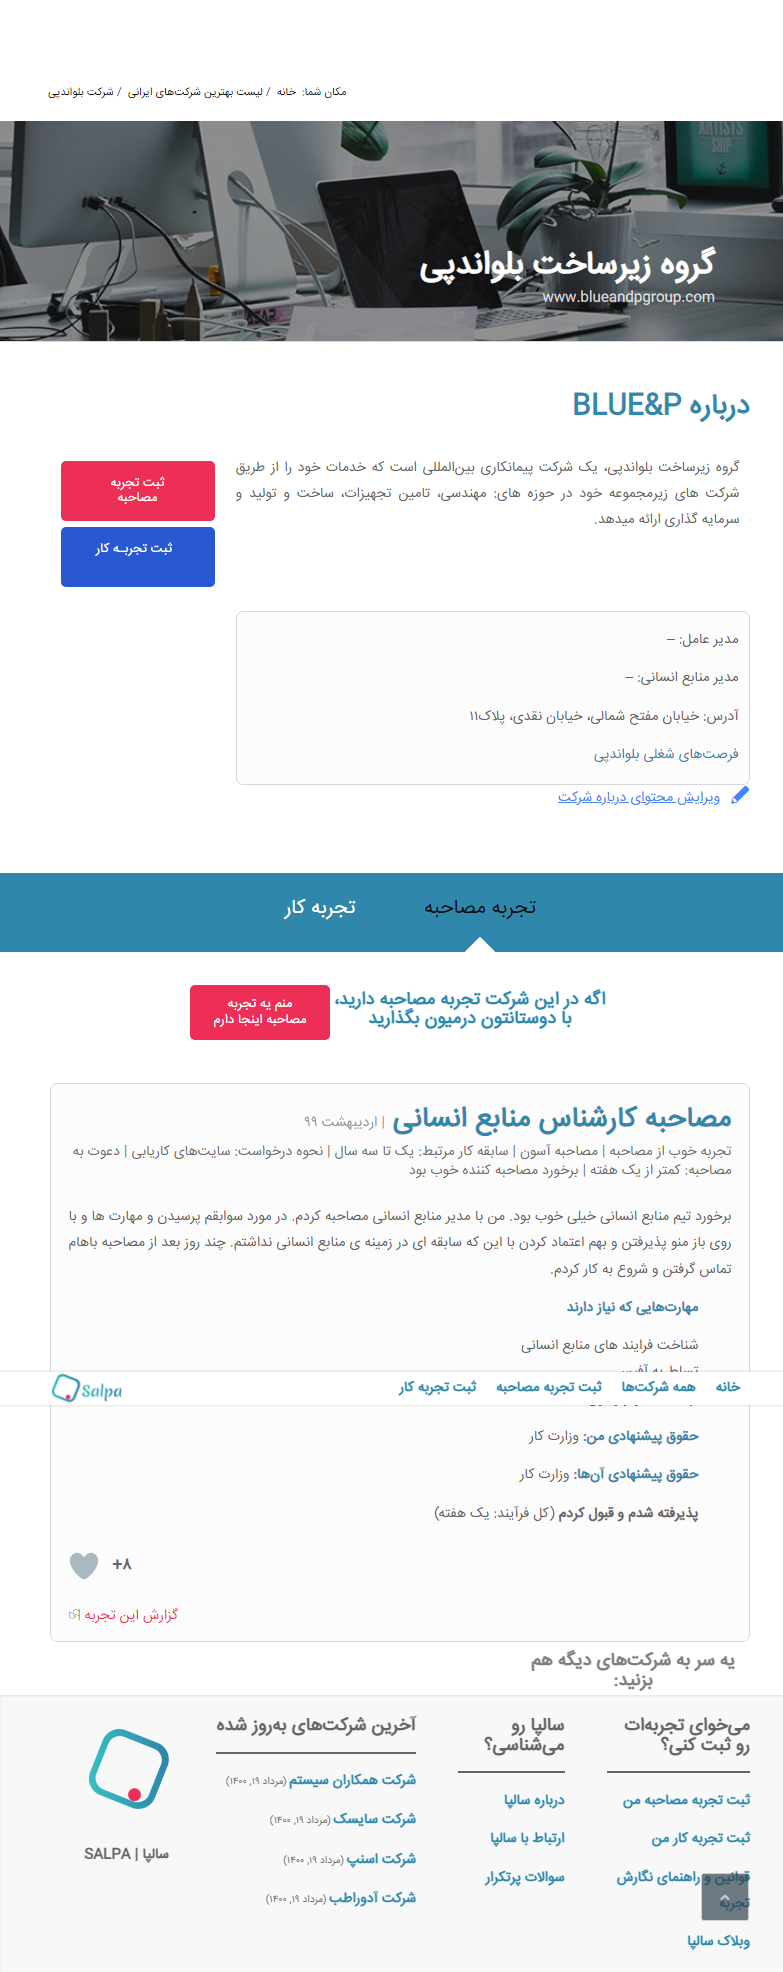 مکان شما: خانه / لیست بهترین شرکت‌های ایرانی / شرکت بلواندپی
ARTISTS
SHIP
گروه زیرساخت بلواندپی
www.blueandpgroup.com
درباره BLUE&P
گروه زیرساخت بلواندپی، یک شرکت پیمانکاری بین‌المللی است که خدمات خود را از طریق
شرکت های زیرمجموعه خود در حوزه های: مهندسی، تامین تجهیزات، ساخت و تولید و
سرمایه گذاری ارائه میدهد.
ثبت تجربه
مصاحبه
ثبت تجربـه کار
مدیر عامل: –
مدیر منابع انسانی: –
آدرس: خیابان مفتح شمالی، خیابان نقدی، پلاک۱۱
فرصت‌های شغلی بلواندپی
ویرایش محتوای درباره شرکت
تجربه مصاحبه
تجربه کار
اگه در این شرکت تجربه مصاحبه دارید،
با دوستانتون درمیون بگذارید
منم یه تجربه
مصاحبه اینجا دارم
مصاحبه کارشناس منابع انسانی | اردیبهشت ۹۹
تجربه خوب از مصاحبه | مصاحبه آسون | سابقه کار مرتبط: یک تا سه سال | نحوه درخواست: سایت‌های کاریابی | دعوت به
مصاحبه: کمتر از یک هفته | برخورد مصاحبه کننده خوب بود
برخورد تیم منابع انسانی خیلی خوب بود. من با مدیر منابع انسانی مصاحبه کردم. در مورد سوابقم پرسیدن و مهارت ها و با
روی باز منو پذیرفتن و بهم اعتماد کردن با این که سابقه ای در زمینه ی منابع انسانی نداشتم. چند روز بعد از مصاحبه باهام
تماس گرفتن و شروع به کار کردم.
مهارت‌هایی که نیاز دارند
شناخت فرایند های منابع انسانی
خانه
همه شرکت‌ها
ثبت تجربه مصاحبه
ثبت تجربه کار
Salpa
حقوق پیشنهادی من: وزارت کار
حقوق پیشنهادی آن‌ها: وزارت کار
پذیرفته شدم و قبول کردم (کل فرآیند: یک هفته)
+۸
گزارش این تجربه
یه سر به شرکت‌های دیگه هم
بزنید:
می‌خوای تجربه‌ات
رو ثبت کنی؟
ثبت تجربه مصاحبه من
ثبت تجربه کار من
قوانین و راهنمای نگارش
تجربه
وبلاگ سالپا
سالپا رو
می‌شناسی؟
درباره سالپا
ارتباط با سالپا
سوالات پرتکرار
آخرین شرکت‌های به‌روز شده
شرکت همکاران سیستم (مرداد ۱۹, ۱۴۰۰)
شرکت سایسک (مرداد ۱۹, ۱۴۰۰)
شرکت اسنپ (مرداد ۱۹, ۱۴۰۰)
شرکت آدوراطب (مرداد ۱۹, ۱۴۰۰)
سالپا | SALPA